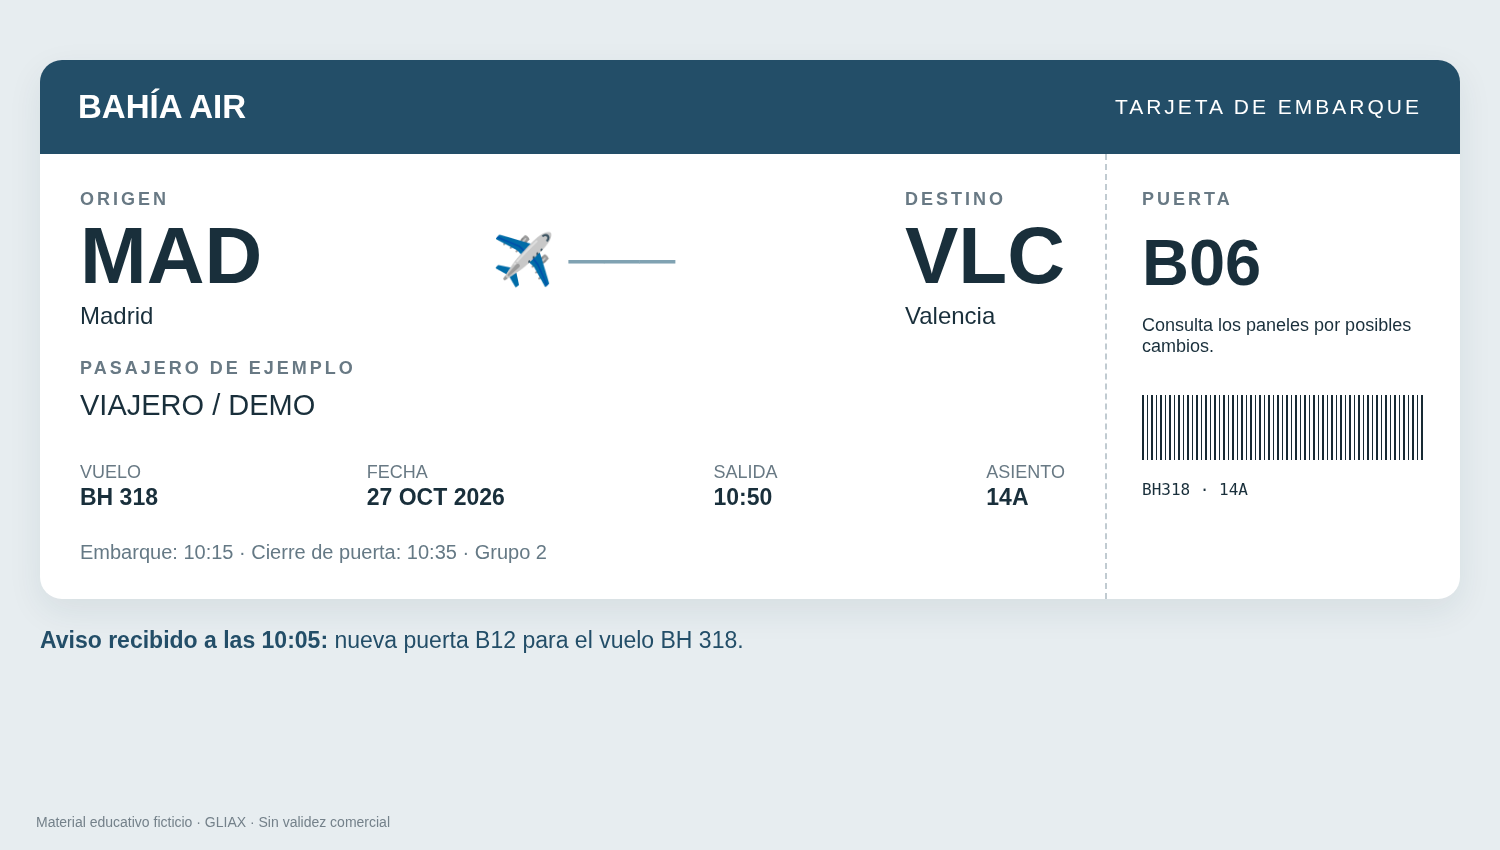 BAHÍA AIR
TARJETA DE EMBARQUE
ORIGEN
MAD
Madrid
DESTINO
VLC
Valencia
PASAJERO DE EJEMPLO
VIAJERO / DEMO
VUELO
BH 318
FECHA
27 OCT 2026
SALIDA
10:50
ASIENTO
14A
Embarque: 10:15 · Cierre de puerta: 10:35 · Grupo 2
PUERTA
B06
Consulta los paneles por posibles
cambios.
BH318 · 14A
Aviso recibido a las 10:05: nueva puerta B12 para el vuelo BH 318.
Material educativo ficticio · GLIAX · Sin validez comercial